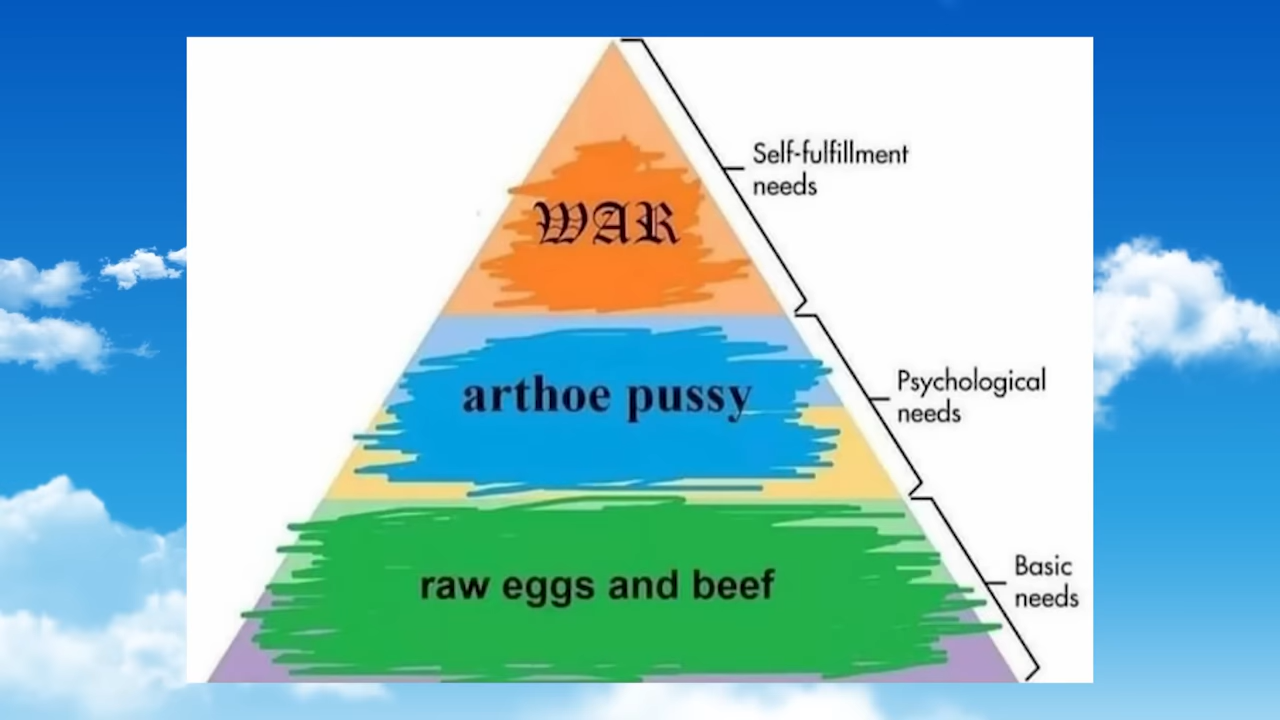 WAR
Self-fulfillment
needs
arthoe pussy
Psychological
needs
raw eggs and beef
Basic
needs